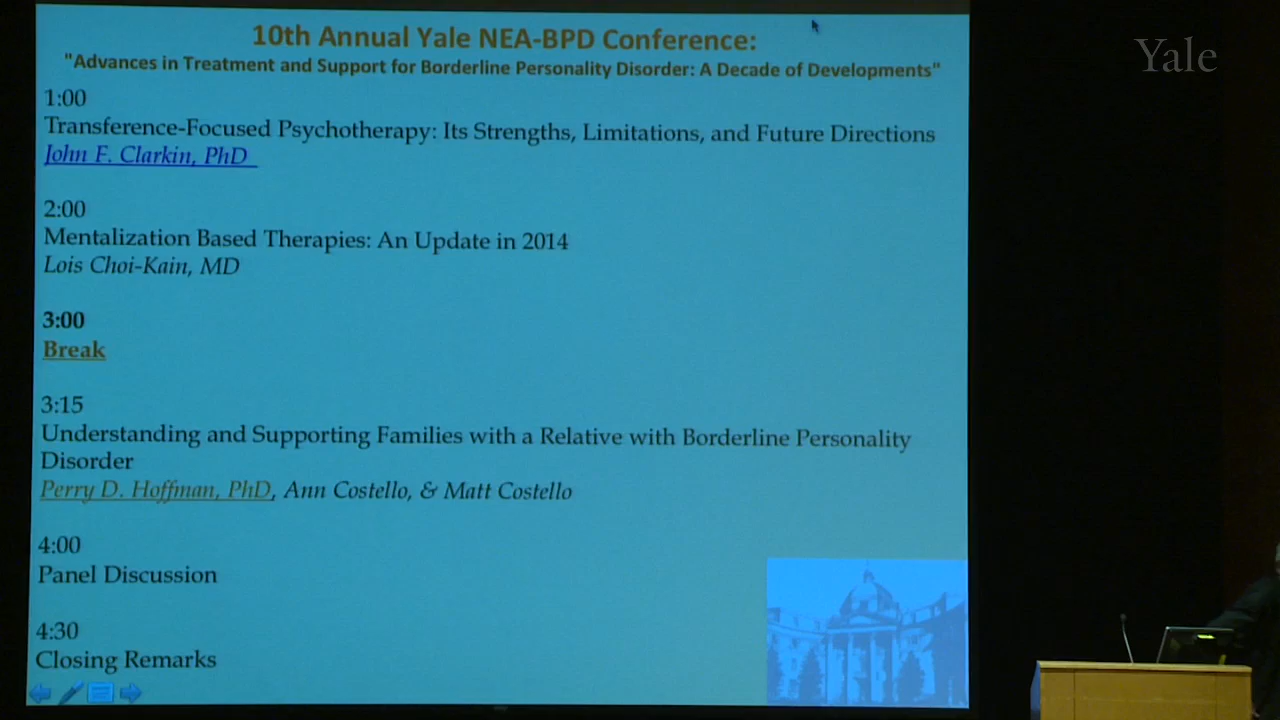 10th Annual Yale NEA-BPD Conference:
"Advances in Treatment and Support for Borderline Personality Disorder: A Decade of Developments"
Yale
1:00
Transference-Focused Psychotherapy: Its Strengths, Limitations, and Future Directions
John F. Clarkin, PhD
2:00
Mentalization Based Therapies: An Update in 2014
Lois Choi-Kain, MD
3:00
Break
3:15
Understanding and Supporting Families with a Relative with Borderline Personality
Disorder
Perry D. Hoffman, PhD, Ann Costello, & Matt Costello
4:00
Panel Discussion
4:30
Closing Remarks